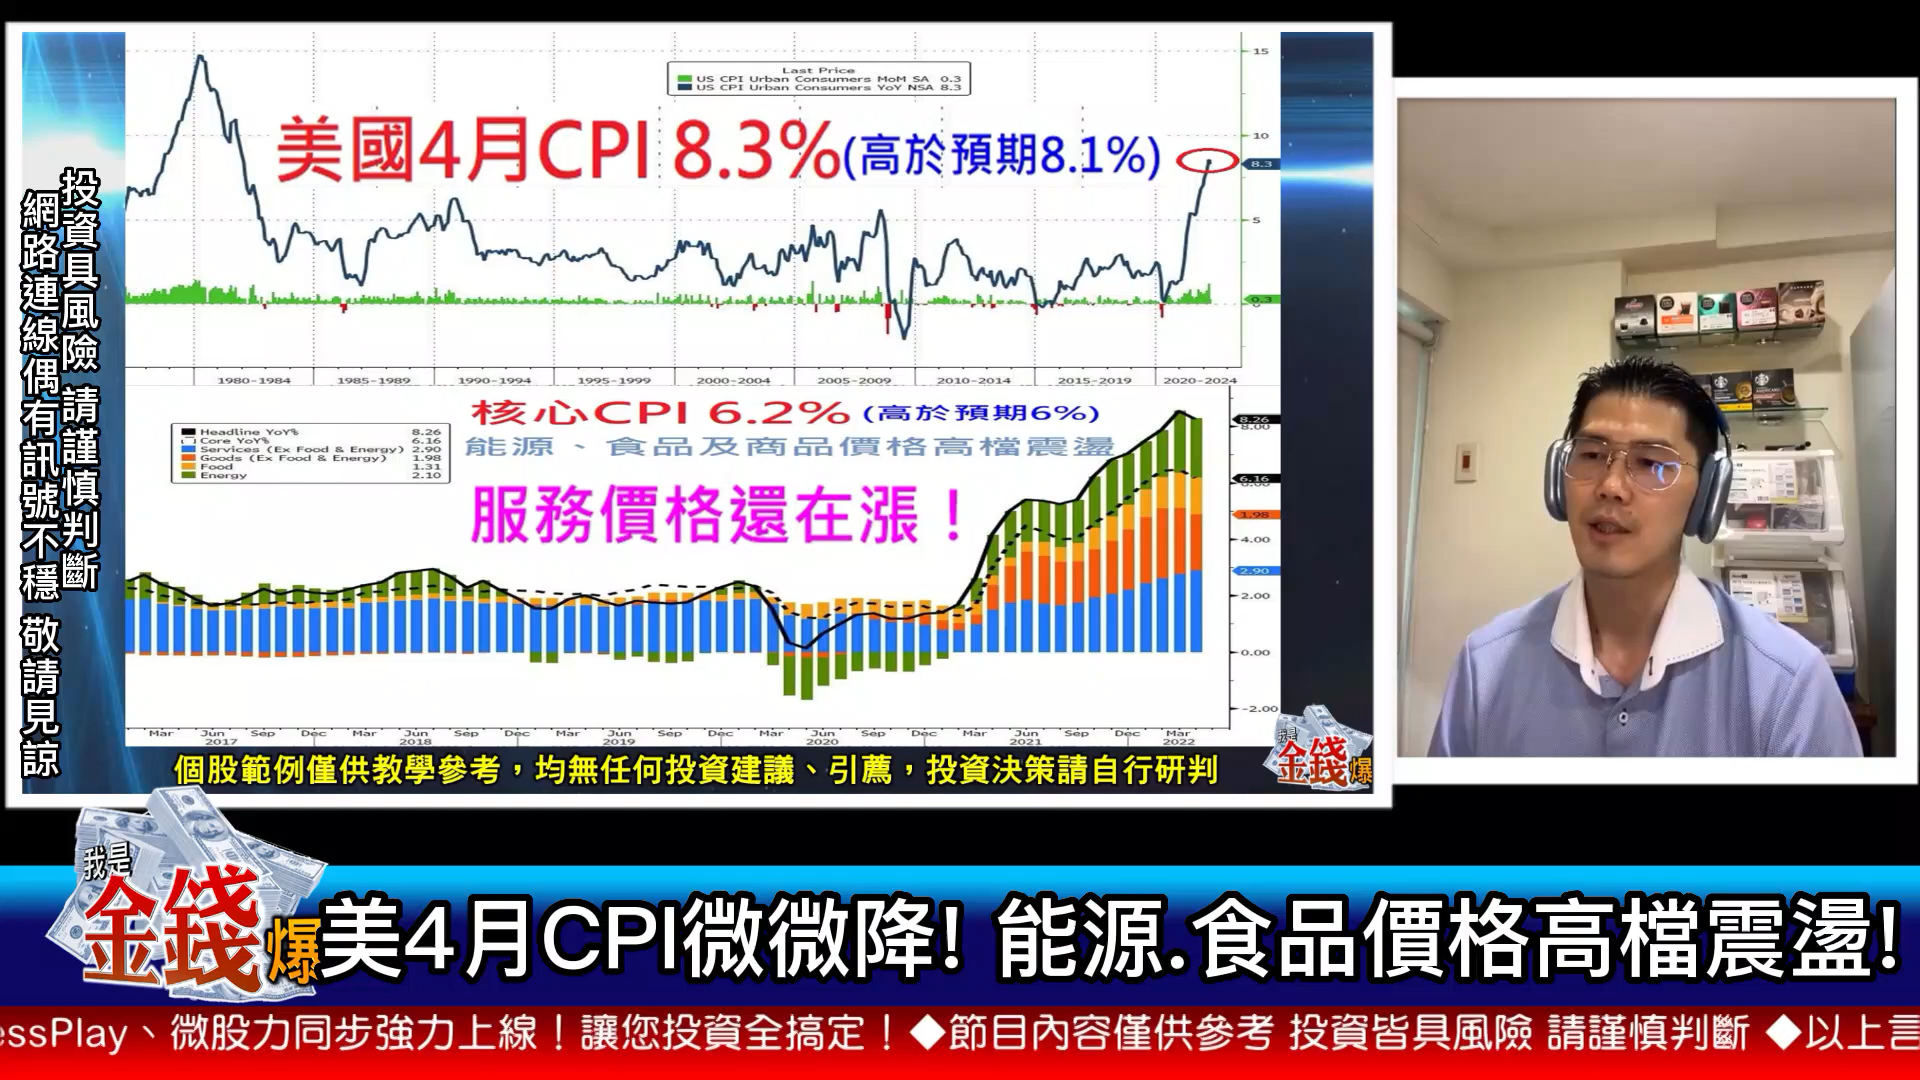 投資具風險 請謹慎判斷
網路連線偶有訊號不穩 敬請見諒
Last Price
US CPI Urban Consumers MoM SA 0.3
US CPI Urban Consumers YoY NSA 8.3
美國4月CPI 8.3%(高於預期8.1%)
15
10
8.3
5
0.3
0
1980-1984 1985-1989 1990-1994 1995-1999 2000-2004 2005-2009 2010-2014 2015-2019 2020-2024
核心CPI 6.2% (高於預期6%)
能源、食品及商品價格高檔震盪
服務價格還在漲！
Headline YoY% 8.26
Core YoY% 6.16
Services (Ex Food & Energy) 2.90
Goods (Ex Food & Energy) 1.98
Food 1.31
Energy 2.10
8.26
8.00
6.16
6.00
1.98
4.00
2.90
2.00
0.00
-2.00
Mar Jun Sep Dec Mar Jun Sep Dec Mar Jun Sep Dec Mar Jun Sep Dec Mar Jun Sep Dec Mar
2017 2018 2019 2020 2021 2022
個股範例僅供教學參考，均無任何投資建議、引薦，投資決策請自行研判
我是
金錢爆
我是
金錢爆
美4月CPI微微降! 能源.食品價格高檔震盪!
essPlay、微股力同步強力上線！讓您投資全搞定！◆節目內容僅供參考 投資皆具風險 請謹慎判斷 ◆以上言